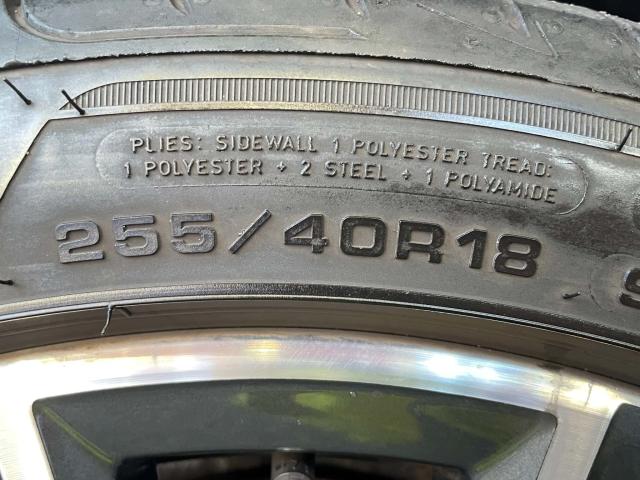 PLIES: SIDEWALL 1 POLYESTER TREAD:
1 POLYESTER + 2 STEEL + 1 POLYAMIDE
255/40R18